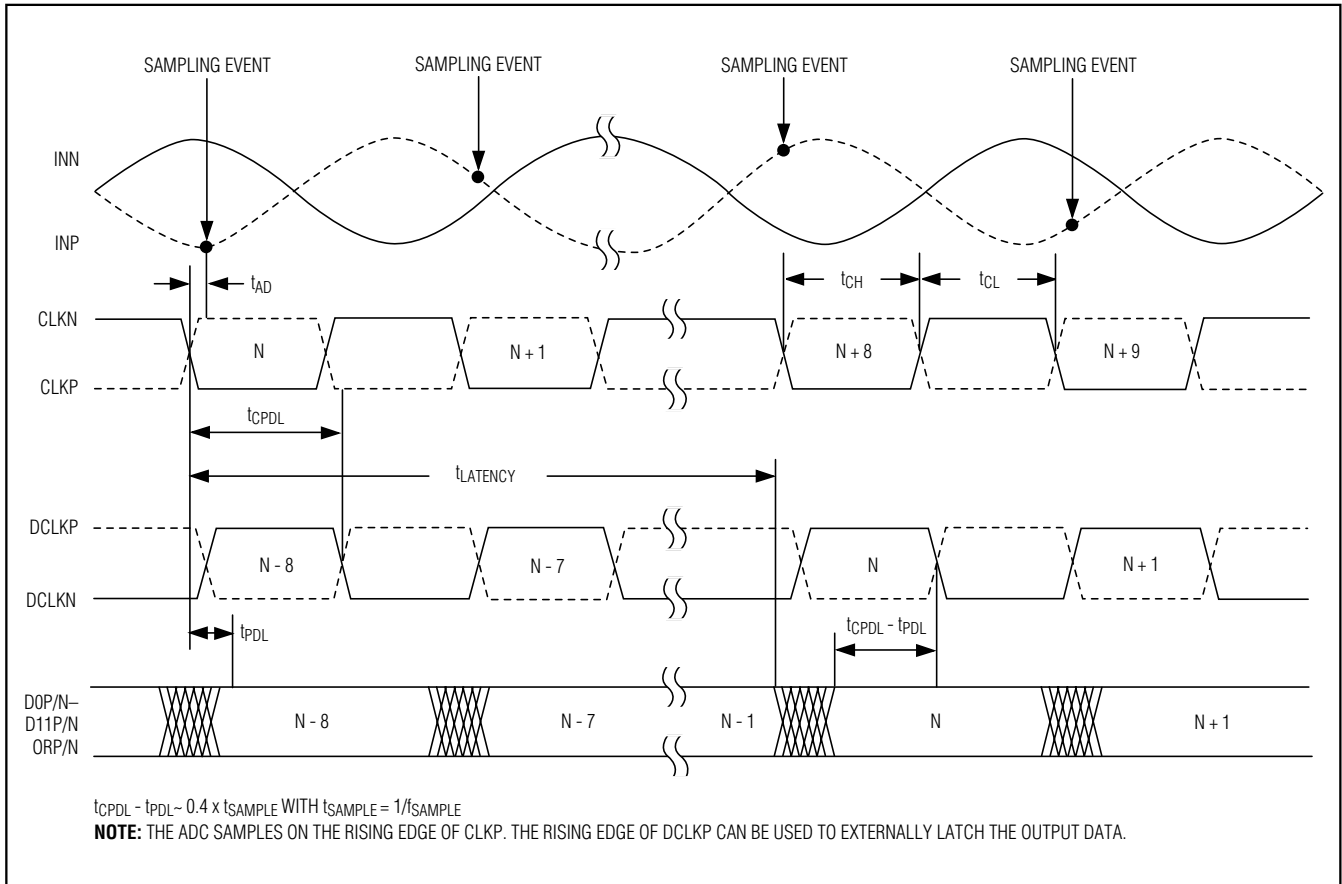 SAMPLING EVENT SAMPLING EVENT SAMPLING EVENT SAMPLING EVENT
INN
INP
tAD
tCH
tCL
CLKN
N
N + 1
N + 8
N + 9
CLKP
tCPDL
tLATENCY
DCLKP
N - 8
N - 7
N
N + 1
DCLKN
tPDL
tCPDL - tPDL
D0P/N–
D11P/N
ORP/N
N - 8
N - 7
N - 1
N
N + 1
tCPDL - tPDL~ 0.4 x tSAMPLE WITH tSAMPLE = 1/fSAMPLE
NOTE: THE ADC SAMPLES ON THE RISING EDGE OF CLKP. THE RISING EDGE OF DCLKP CAN BE USED TO EXTERNALLY LATCH THE OUTPUT DATA.